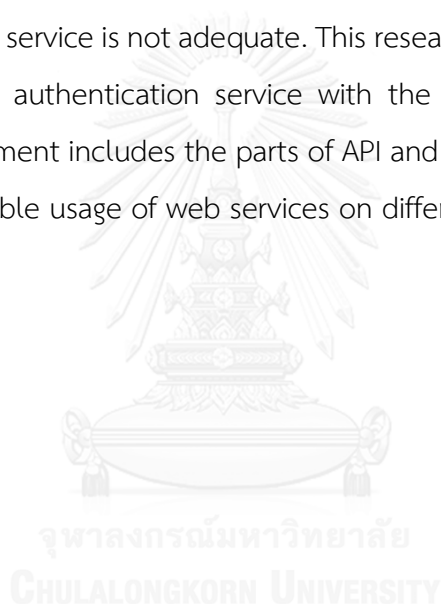 service is not adequate. This resea
authentication service with the
ment includes the parts of API and
ble usage of web services on differ
จุฬาลงกรณ์มหาวิทยาลัย
CHULALONGKORN UNIVERSITY